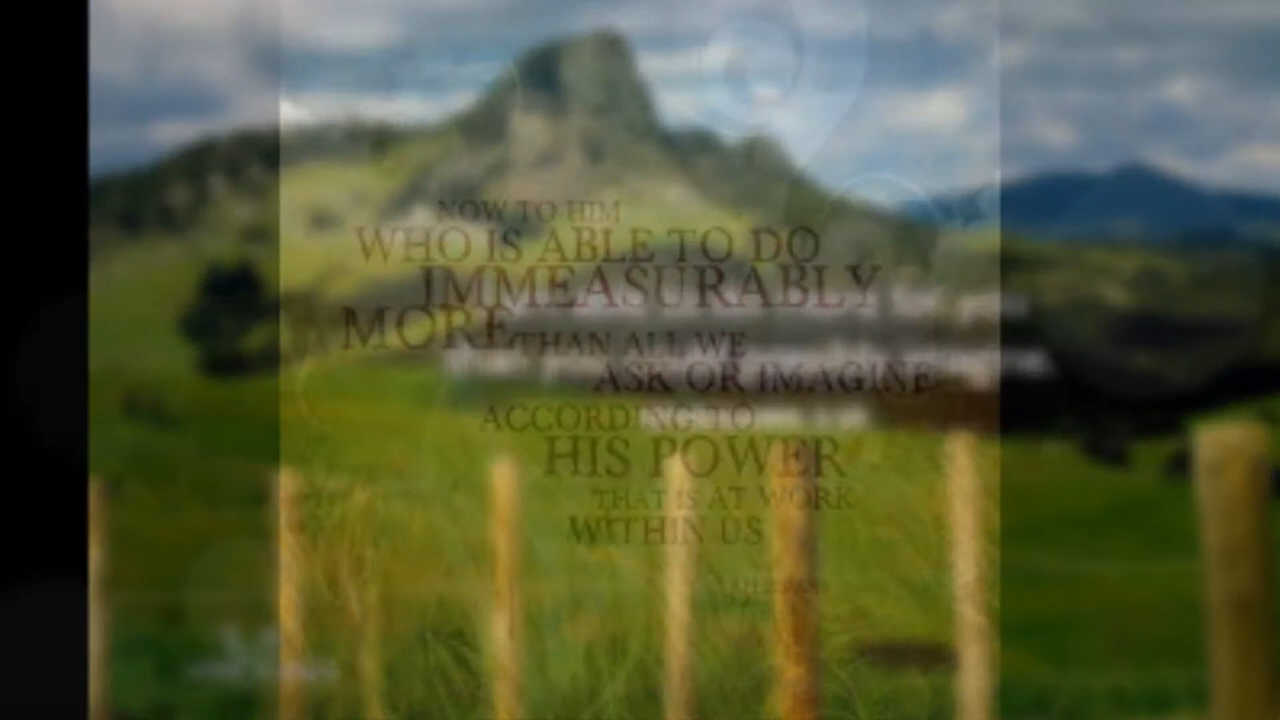 NOW TO HIM
WHO IS ABLE TO DO
IMMEASURABLY
MORE THAN ALL WE
ASK OR IMAGINE
ACCORDING TO
HIS POWER
THAT IS AT WORK
WITHIN US